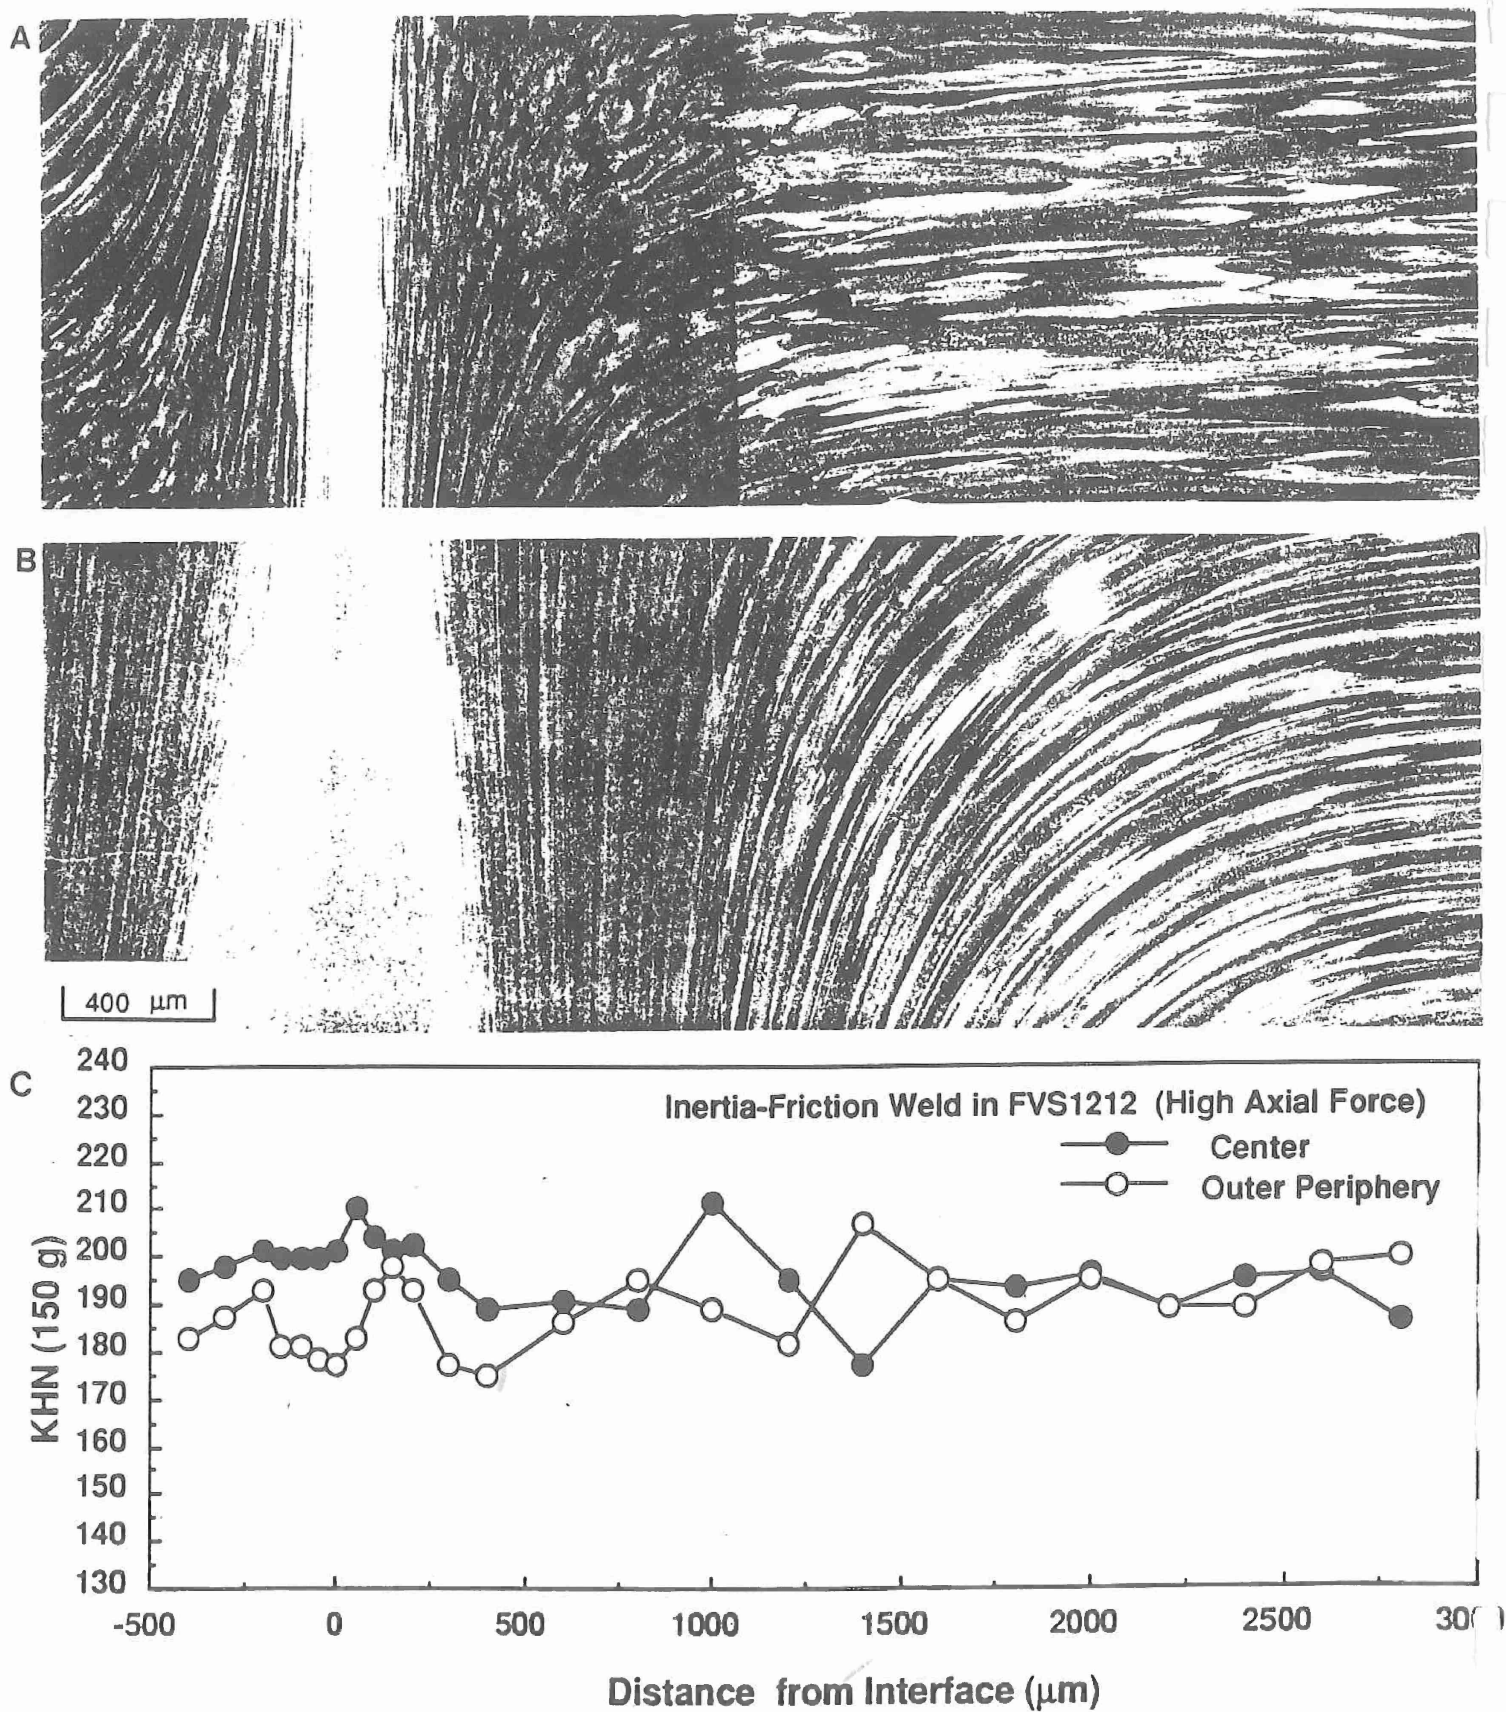 A
B
400 μm
C
240
230
220
210
200
190
180
170
160
150
140
130
KHN (150 g)
Inertia-Friction Weld in FVS1212 (High Axial Force)
Center
Outer Periphery
-500 0 500 1000 1500 2000 2500
Distance from Interface (μm)